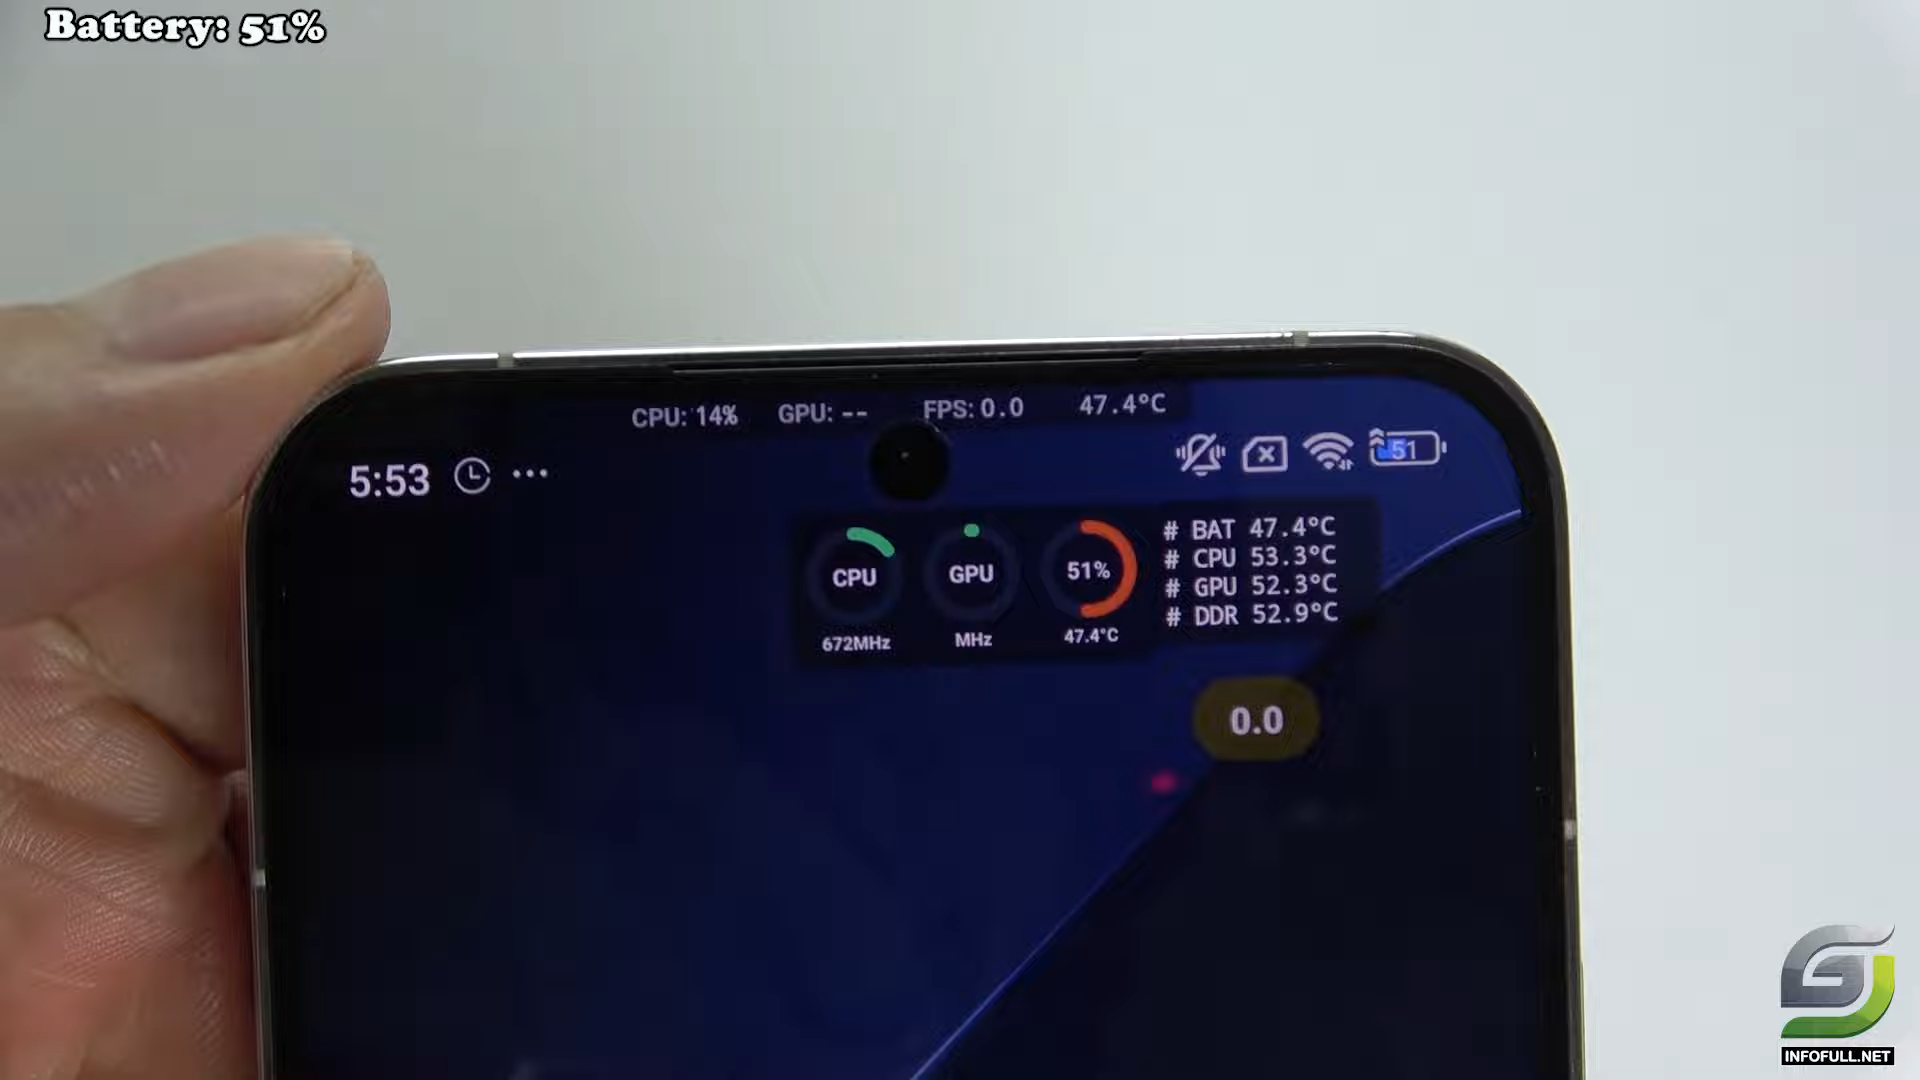 Battery: 51%
CPU: 14% GPU: -- FPS: 0.0 47.4°C
5:53 ··· 51
CPU GPU 51%
672MHz MHz 47.4°C
# BAT 47.4°C
# CPU 53.3°C
# GPU 52.3°C
# DDR 52.9°C
0.0
INFOFULL.NET